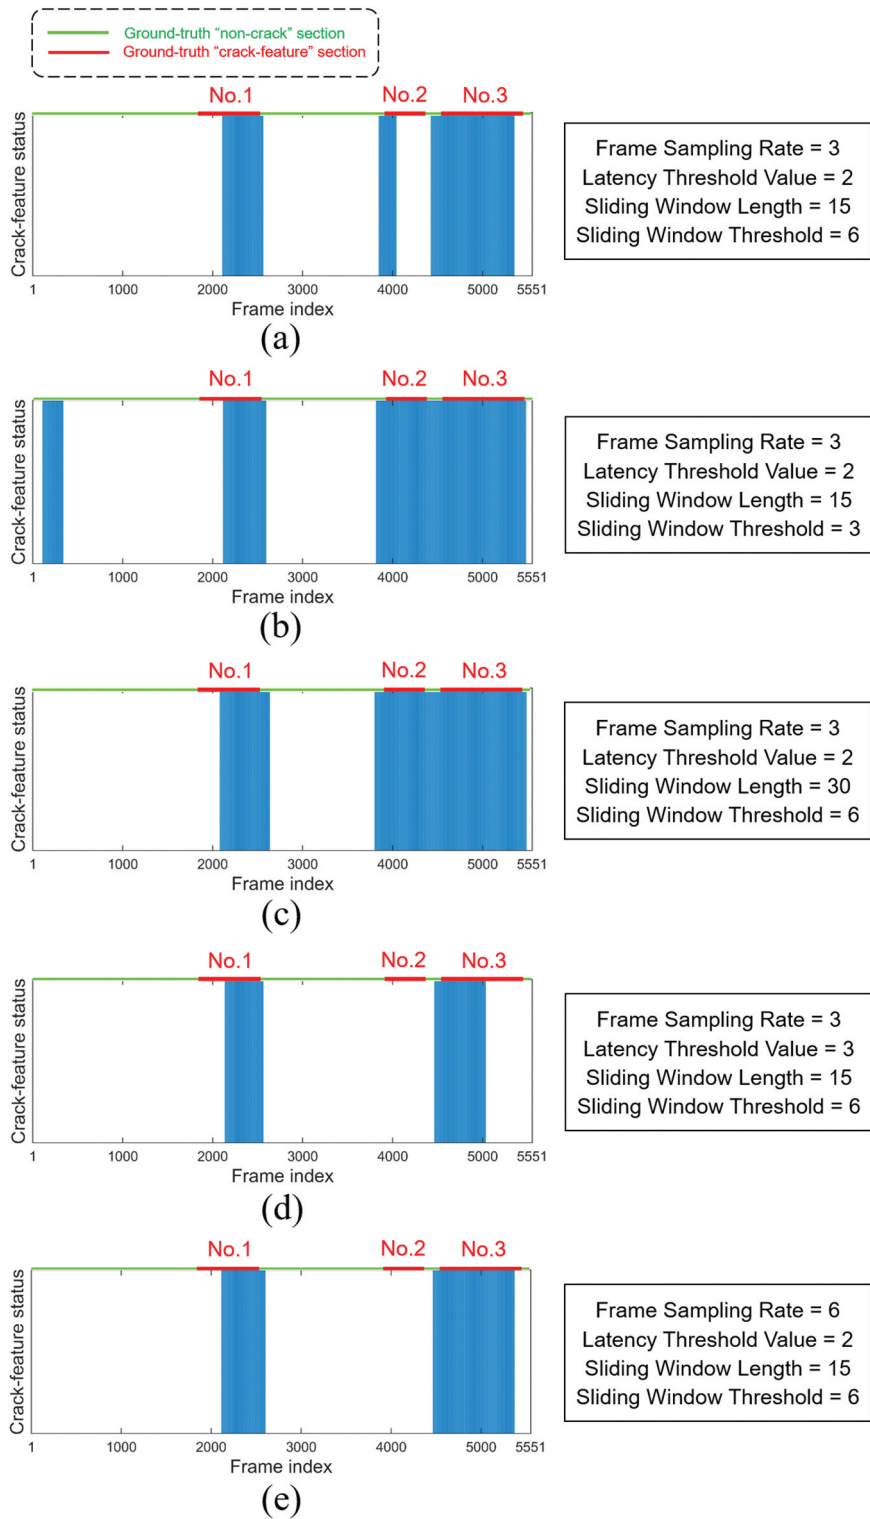 Ground-truth “non-crack” section
Ground-truth “crack-feature” section
No.1 No.2 No.3
Crack-feature status
1 1000 2000 3000 4000 5000 5551
Frame index
(a)
Frame Sampling Rate = 3
Latency Threshold Value = 2
Sliding Window Length = 15
Sliding Window Threshold = 6
No.1 No.2 No.3
Crack-feature status
1 1000 2000 3000 4000 5000 5551
Frame index
(b)
Frame Sampling Rate = 3
Latency Threshold Value = 2
Sliding Window Length = 15
Sliding Window Threshold = 3
No.1 No.2 No.3
Crack-feature status
1 1000 2000 3000 4000 5000 5551
Frame index
(c)
Frame Sampling Rate = 3
Latency Threshold Value = 2
Sliding Window Length = 30
Sliding Window Threshold = 6
No.1 No.2 No.3
Crack-feature status
1 1000 2000 3000 4000 5000 5551
Frame index
(d)
Frame Sampling Rate = 3
Latency Threshold Value = 3
Sliding Window Length = 15
Sliding Window Threshold = 6
No.1 No.2 No.3
Crack-feature status
1 1000 2000 3000 4000 5000 5551
Frame index
(e)
Frame Sampling Rate = 6
Latency Threshold Value = 2
Sliding Window Length = 15
Sliding Window Threshold = 6